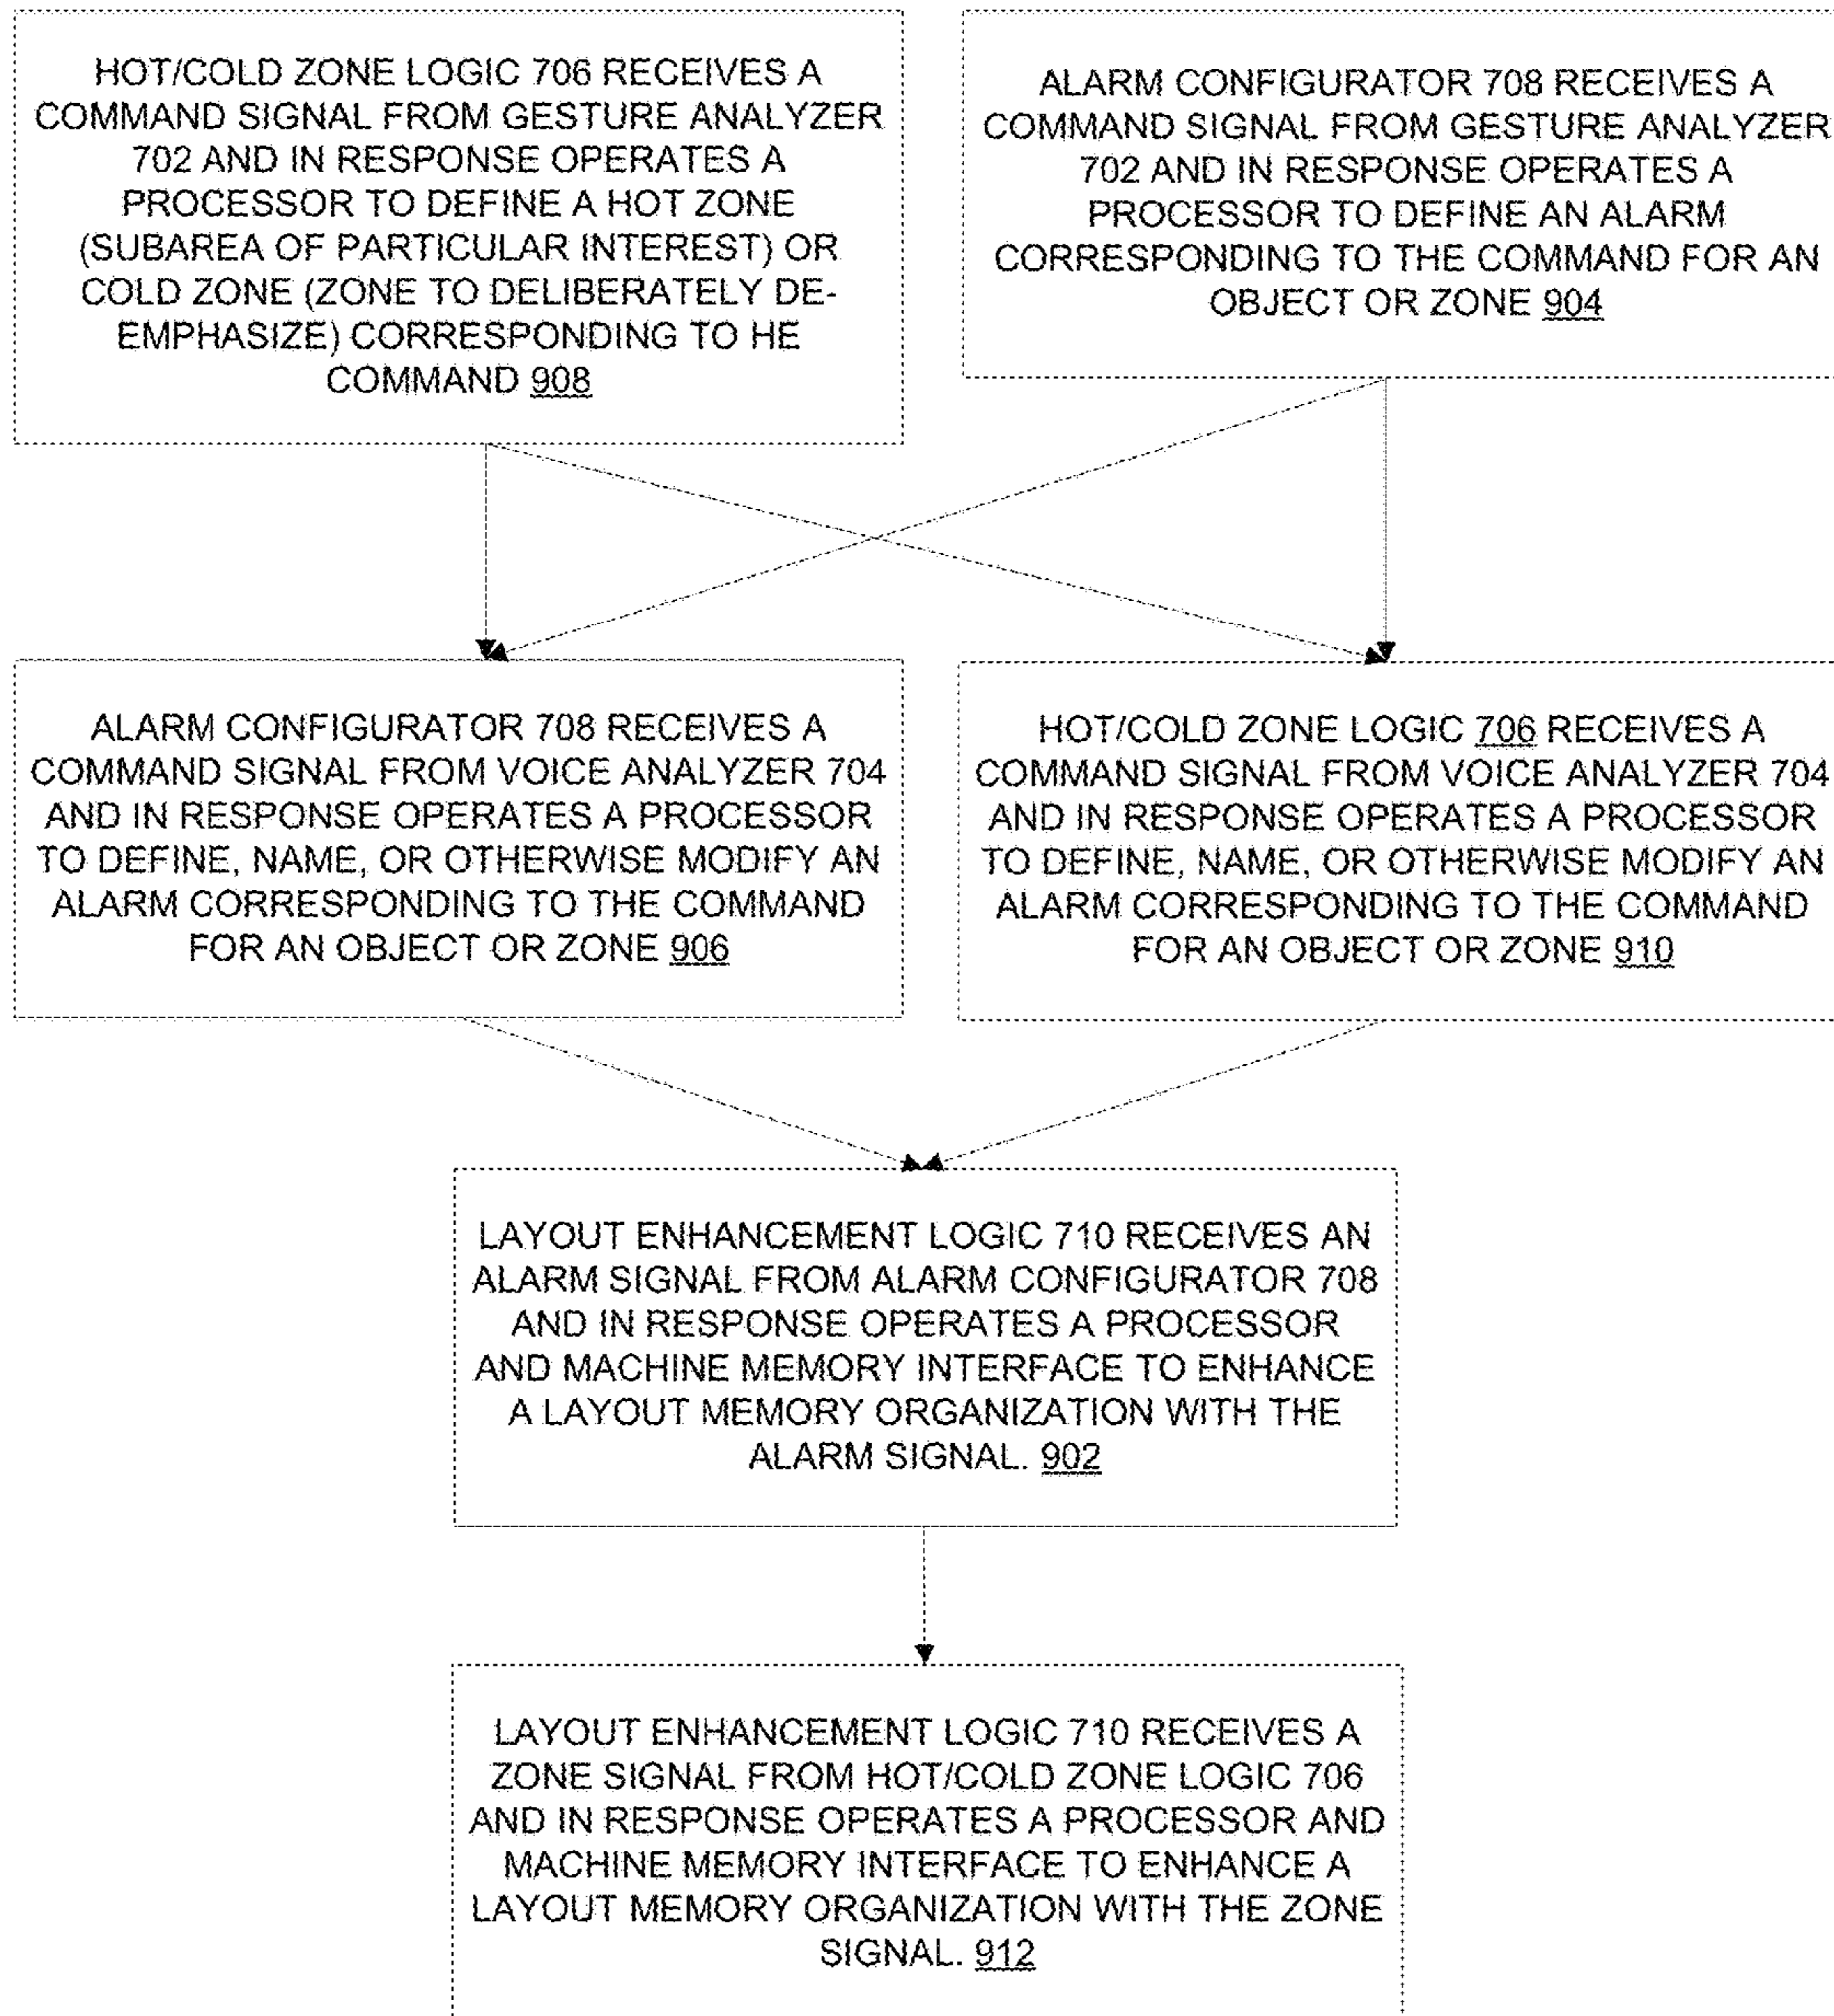 HOT/COLD ZONE LOGIC 706 RECEIVES A
COMMAND SIGNAL FROM GESTURE ANALYZER
702 AND IN RESPONSE OPERATES A
PROCESSOR TO DEFINE A HOT ZONE
(SUBAREA OF PARTICULAR INTEREST) OR
COLD ZONE (ZONE TO DELIBERATELY DE-
EMPHASIZE) CORRESPONDING TO HE
COMMAND 908
ALARM CONFIGURATOR 708 RECEIVES A
COMMAND SIGNAL FROM GESTURE ANALYZER
702 AND IN RESPONSE OPERATES A
PROCESSOR TO DEFINE AN ALARM
CORRESPONDING TO THE COMMAND FOR AN
OBJECT OR ZONE 904
ALARM CONFIGURATOR 708 RECEIVES A
COMMAND SIGNAL FROM VOICE ANALYZER 704
AND IN RESPONSE OPERATES A PROCESSOR
TO DEFINE, NAME, OR OTHERWISE MODIFY AN
ALARM CORRESPONDING TO THE COMMAND
FOR AN OBJECT OR ZONE 906
HOT/COLD ZONE LOGIC 706 RECEIVES A
COMMAND SIGNAL FROM VOICE ANALYZER 704
AND IN RESPONSE OPERATES A PROCESSOR
TO DEFINE, NAME, OR OTHERWISE MODIFY AN
ALARM CORRESPONDING TO THE COMMAND
FOR AN OBJECT OR ZONE 910
LAYOUT ENHANCEMENT LOGIC 710 RECEIVES AN
ALARM SIGNAL FROM ALARM CONFIGURATOR 708
AND IN RESPONSE OPERATES A PROCESSOR
AND MACHINE MEMORY INTERFACE TO ENHANCE
A LAYOUT MEMORY ORGANIZATION WITH THE
ALARM SIGNAL. 902
LAYOUT ENHANCEMENT LOGIC 710 RECEIVES A
ZONE SIGNAL FROM HOT/COLD ZONE LOGIC 706
AND IN RESPONSE OPERATES A PROCESSOR AND
MACHINE MEMORY INTERFACE TO ENHANCE A
LAYOUT MEMORY ORGANIZATION WITH THE ZONE
SIGNAL. 912